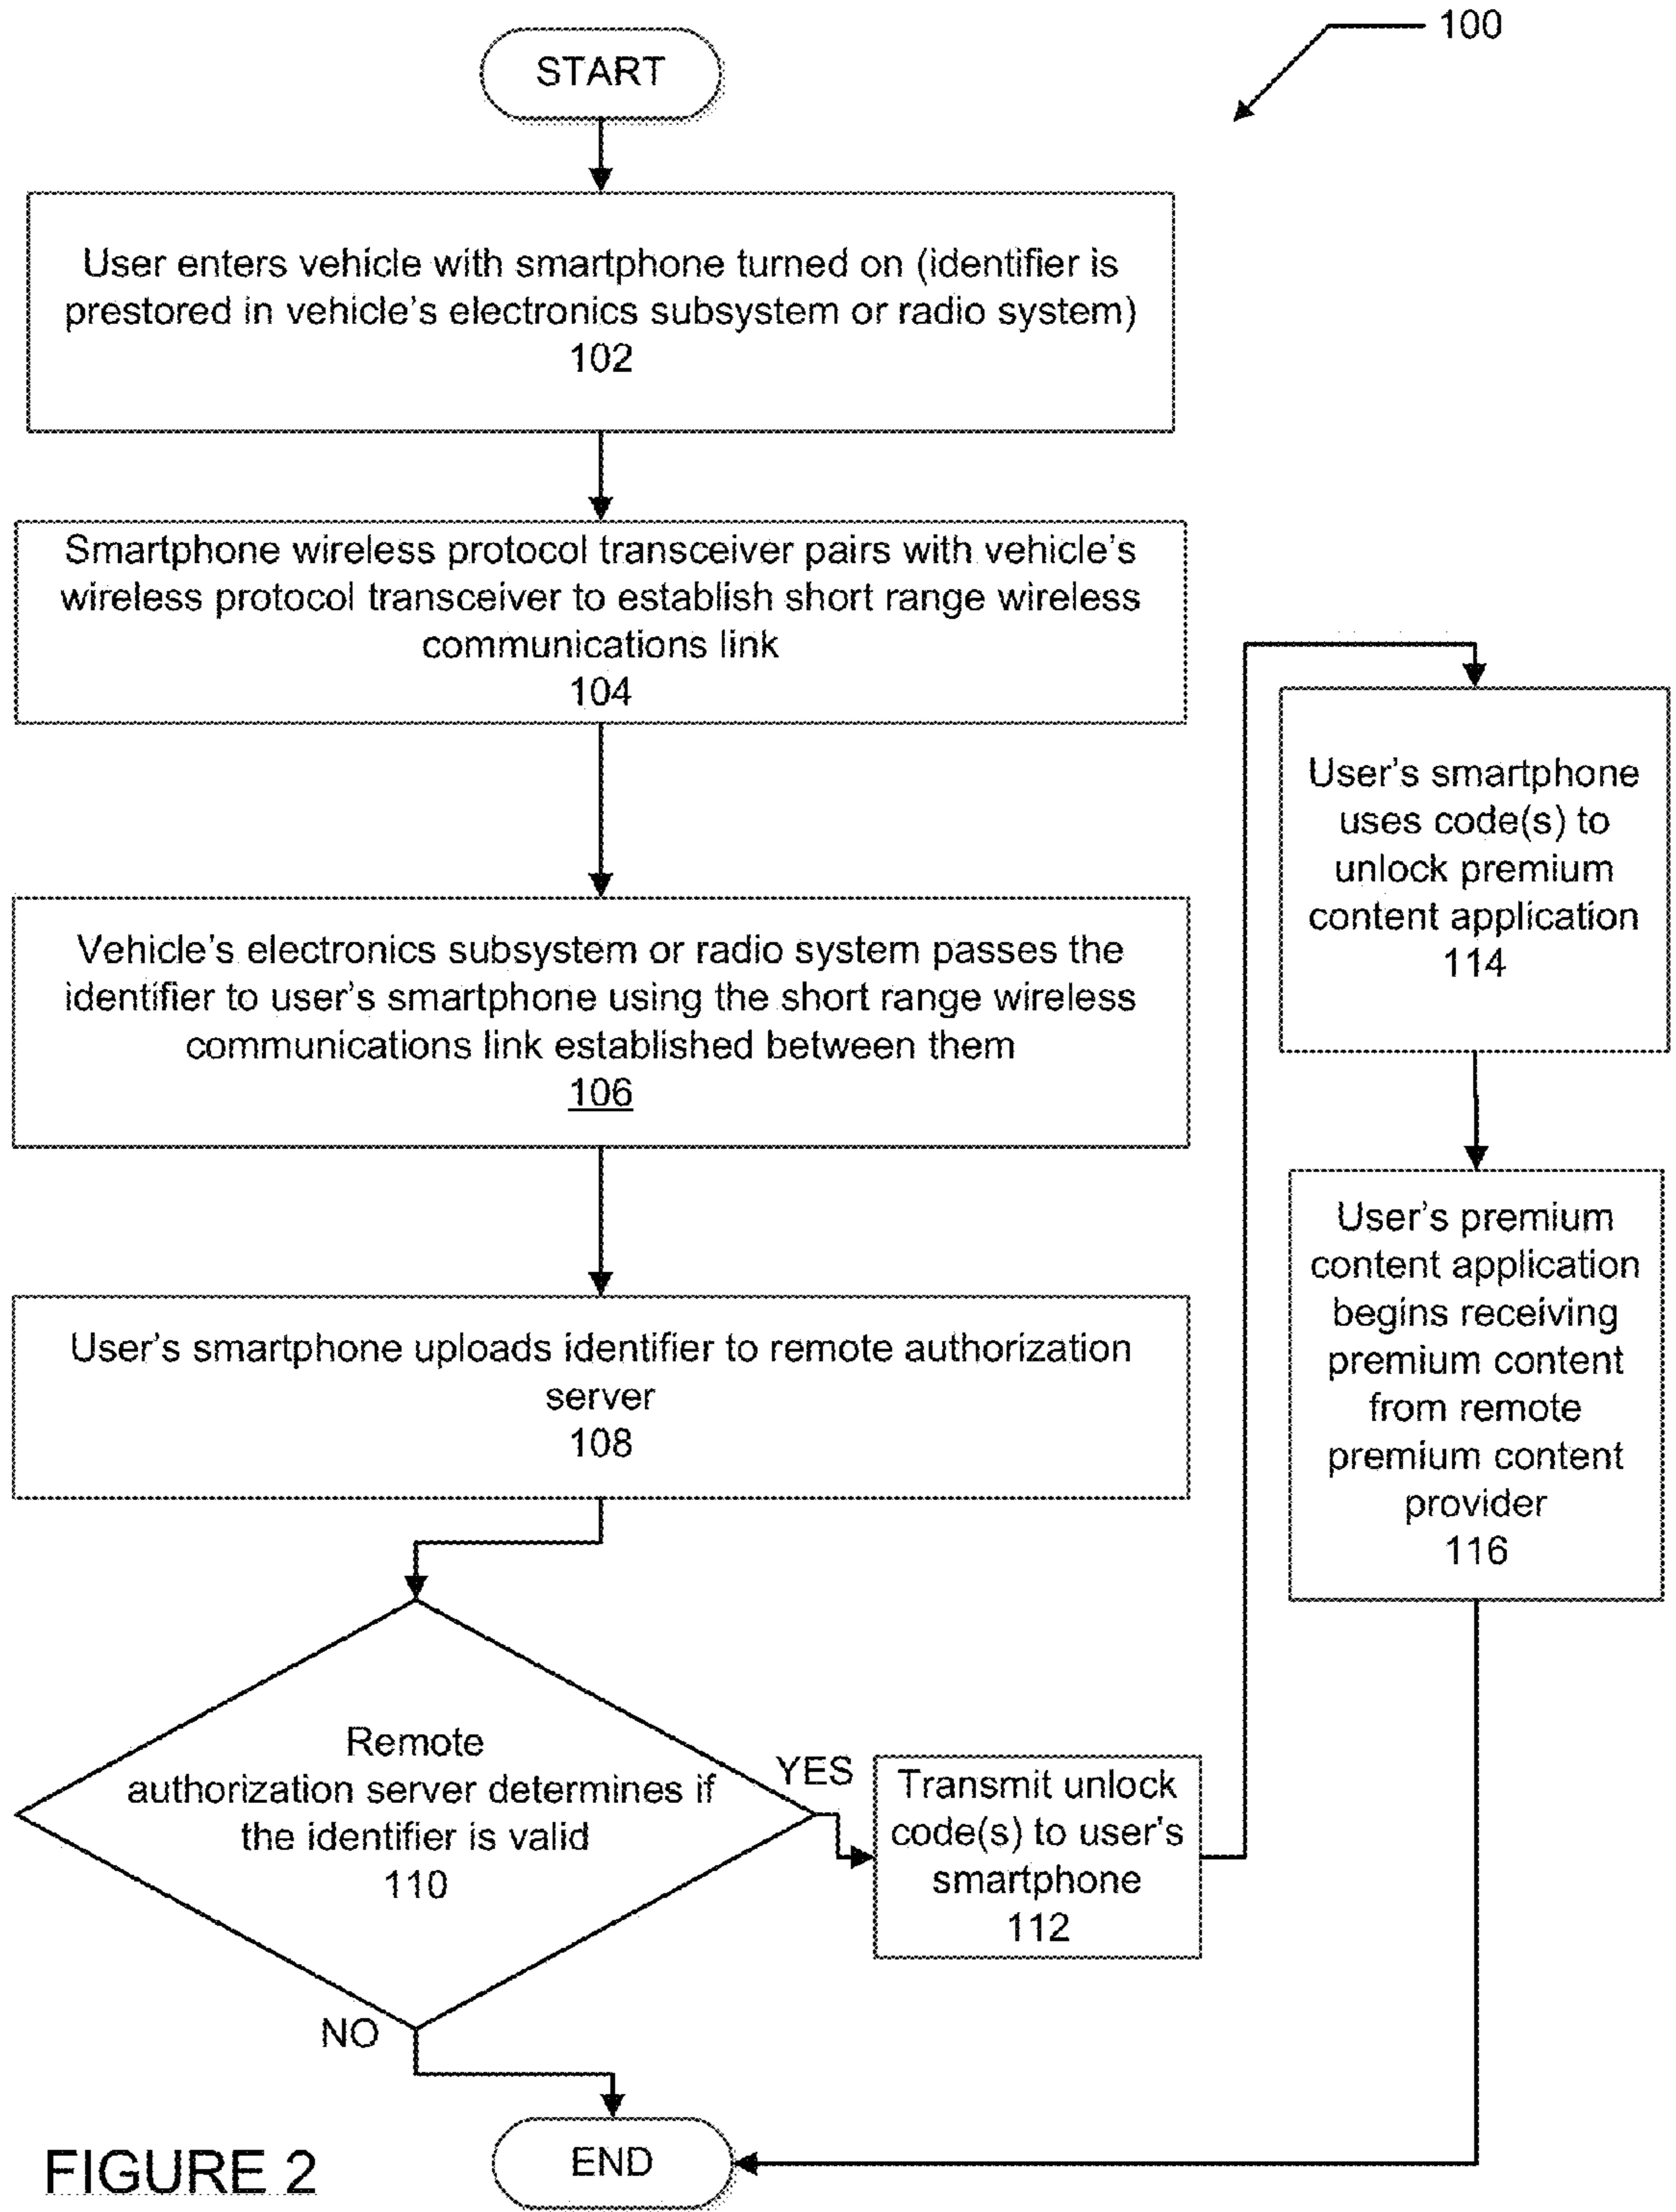 100
START
User enters vehicle with smartphone turned on (identifier is
prestored in vehicle's electronics subsystem or radio system)
102
Smartphone wireless protocol transceiver pairs with vehicle's
wireless protocol transceiver to establish short range wireless
communications link
104
Vehicle's electronics subsystem or radio system passes the
identifier to user's smartphone using the short range wireless
communications link established between them
106
User's smartphone uploads identifier to remote authorization
server
108
Remote
authorization server determines if
the identifier is valid
110
YES
NO
Transmit unlock
code(s) to user's
smartphone
112
User's smartphone
uses code(s) to
unlock premium
content application
114
User's premium
content application
begins receiving
premium content
from remote
premium content
provider
116
END
FIGURE 2